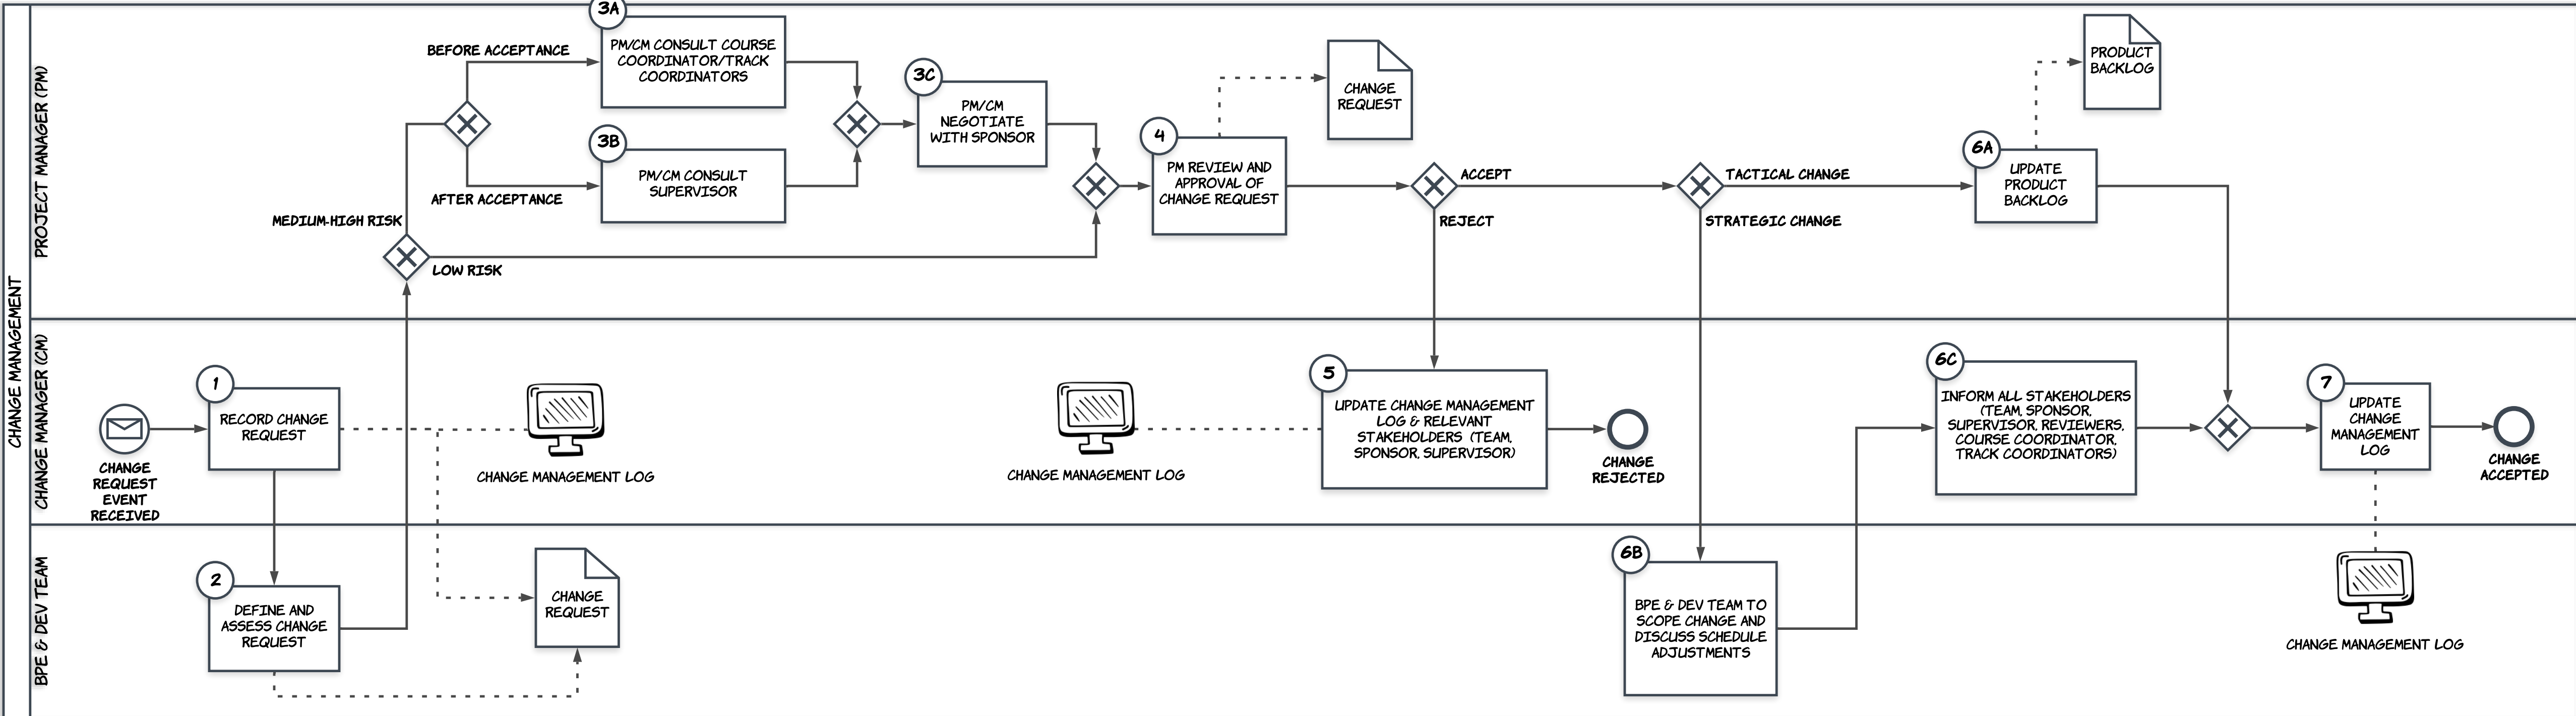 CHANGE MANAGEMENT
PROJECT MANAGER (PM)
3A
PM/CM CONSULT COURSE
COORDINATOR/TRACK
COORDINATORS
BEFORE ACCEPTANCE
3B
PM/CM CONSULT
SUPERVISOR
AFTER ACCEPTANCE
MEDIUM-HIGH RISK
LOW RISK
3C
PM/CM
NEGOTIATE
WITH SPONSOR
4
PM REVIEW AND
APPROVAL OF
CHANGE REQUEST
CHANGE
REQUEST
ACCEPT
REJECT
TACTICAL CHANGE
STRATEGIC CHANGE
6A
UPDATE
PRODUCT
BACKLOG
PRODUCT
BACKLOG
CHANGE MANAGER (CM)
CHANGE
REQUEST
EVENT
RECEIVED
1
RECORD CHANGE
REQUEST
CHANGE MANAGEMENT LOG
CHANGE MANAGEMENT LOG
5
UPDATE CHANGE MANAGEMENT
LOG & RELEVANT
STAKEHOLDERS (TEAM,
SPONSOR, SUPERVISOR)
CHANGE
REJECTED
6C
INFORM ALL STAKEHOLDERS
(TEAM, SPONSOR,
SUPERVISOR, REVIEWERS,
COURSE COORDINATOR,
TRACK COORDINATORS)
7
UPDATE
CHANGE
MANAGEMENT
LOG
CHANGE
ACCEPTED
BPE & DEV TEAM
2
DEFINE AND
ASSESS CHANGE
REQUEST
CHANGE
REQUEST
6B
BPE & DEV TEAM TO
SCOPE CHANGE AND
DISCUSS SCHEDULE
ADJUSTMENTS
CHANGE MANAGEMENT LOG